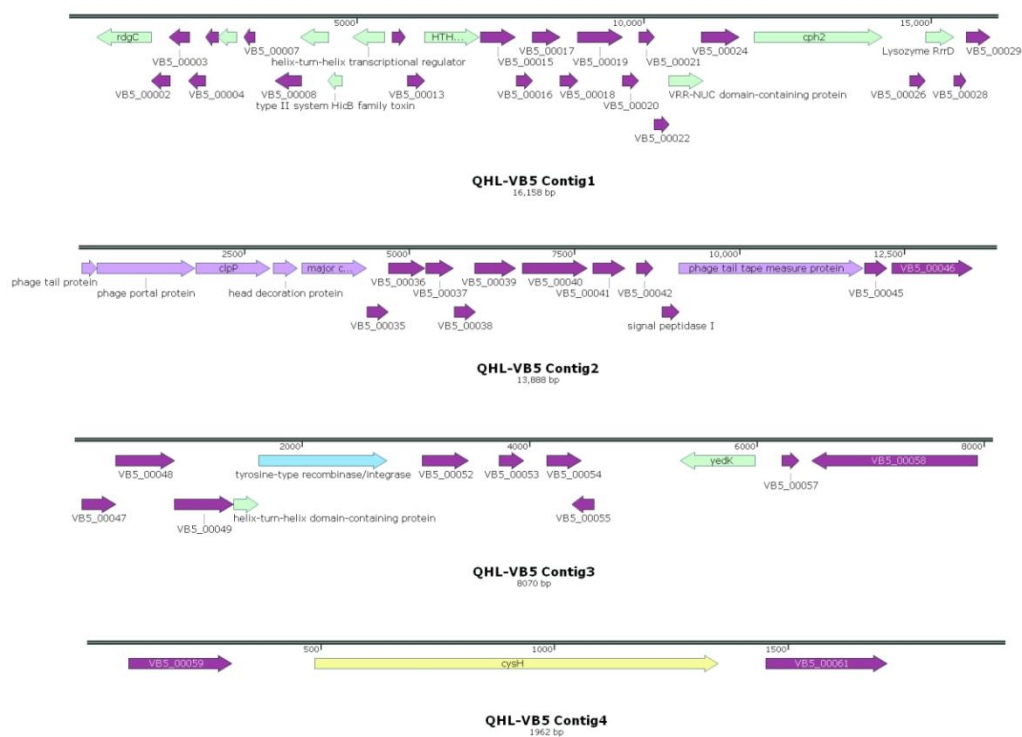 5000 10,000 15,000
rdgC HTH... cph2 Lysozyme RrrD
VB5_00007 VB5_00017 VB5_00024 VB5_00029
VB5_00003 helix-turn-helix transcriptional regulator VB5_00015 VB5_00019 VB5_00021
VB5_00002 VB5_00004 VB5_00008 VB5_00013 VB5_00016 VB5_00018 VRR-NUC domain-containing protein VB5_00026 VB5_00028
type II system HicB family toxin VB5_00020
VB5_00022
QHL-VB5 Contig1
16,158 bp
2500 5000 7500 10,000 12,500
clpP major c... phage tail tape measure protein VB5_00046
phage tail protein head decoration protein VB5_00036 VB5_00039 VB5_00040 VB5_00045
phage portal protein VB5_00037 VB5_00041 VB5_00042
VB5_00035 VB5_00038 signal peptidase I
QHL-VB5 Contig2
13,888 bp
2000 4000 6000 8000
yedK VB5_00058
VB5_00048 tyrosine-type recombinase/integrase VB5_00052 VB5_00053 VB5_00054
VB5_00057
VB5_00047 helix-turn-helix domain-containing protein VB5_00055
VB5_00049
QHL-VB5 Contig3
8070 bp
500 1000 1500
VB5_00059 cysH VB5_00061
QHL-VB5 Contig4
1962 bp